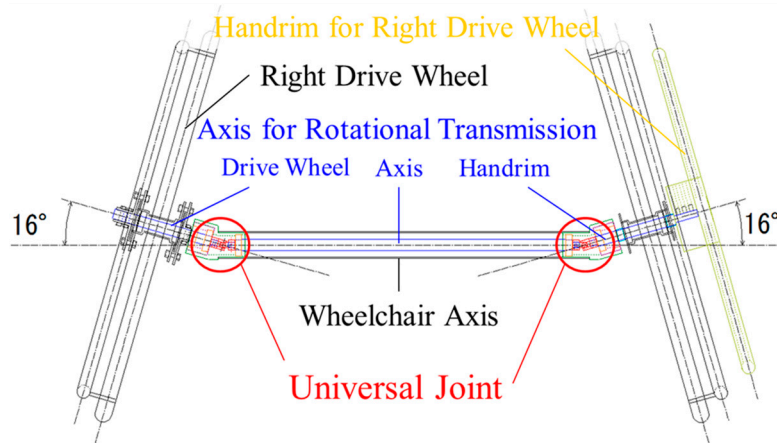 Handrim for Right Drive Wheel
Right Drive Wheel
Axis for Rotational Transmission
Drive Wheel Axis Handrim
16° 16°
Wheelchair Axis
Universal Joint